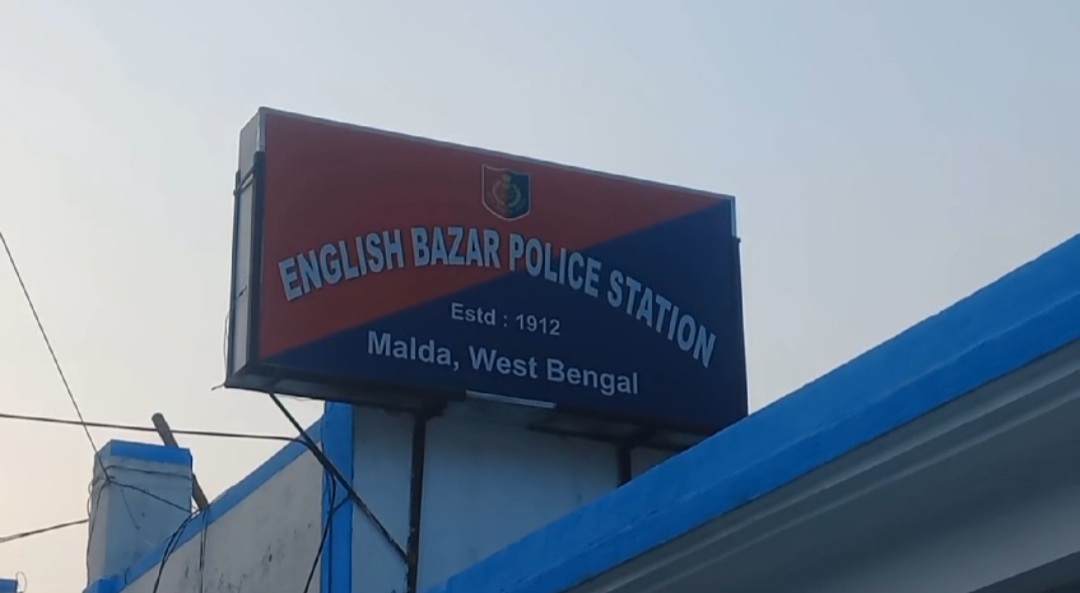 ENGLISH BAZAR POLICE STATION
Estd : 1912
Malda, West Bengal